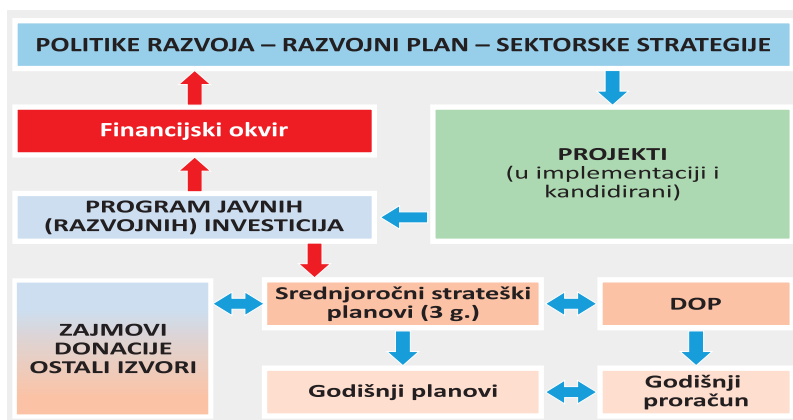 POLITIKE RAZVOJA – RAZVOJNI PLAN – SEKTORSKE STRATEGIJE
Financijski okvir
PROJEKTI
(u implementaciji i
kandidirani)
PROGRAM JAVNIH
(RAZVOJNIH) INVESTICIJA
Srednjoročni strateški
planovi (3 g.)
DOP
ZAJMOVI
DONACIJE
OSTALI IZVORI
Godišnji planovi
Godišnji
proračun